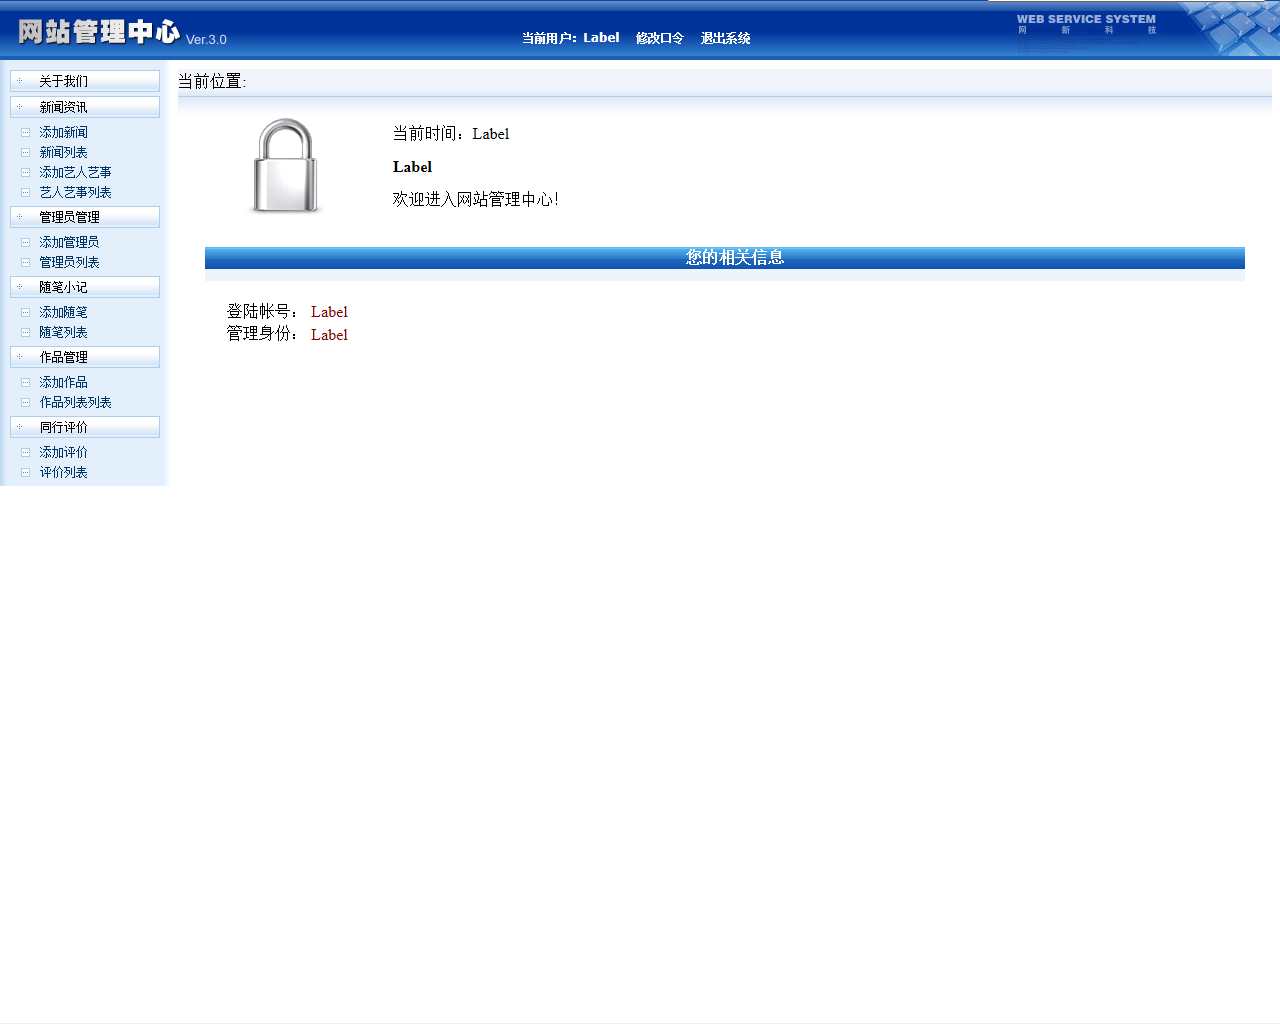 网站管理中心 Ver.3.0
当前用户：Label 修改口令 退出系统
WEB SERVICE SYSTEM
网 新 科 技
关于我们
新闻资讯
添加新闻
新闻列表
添加艺人艺事
艺人艺事列表
管理员管理
添加管理员
管理员列表
随笔小记
添加随笔
随笔列表
作品管理
添加作品
作品列表列表
同行评价
添加评价
评价列表
当前位置:
当前时间：Label
Label
欢迎进入网站管理中心！
您的相关信息
登陆帐号： Label
管理身份： Label